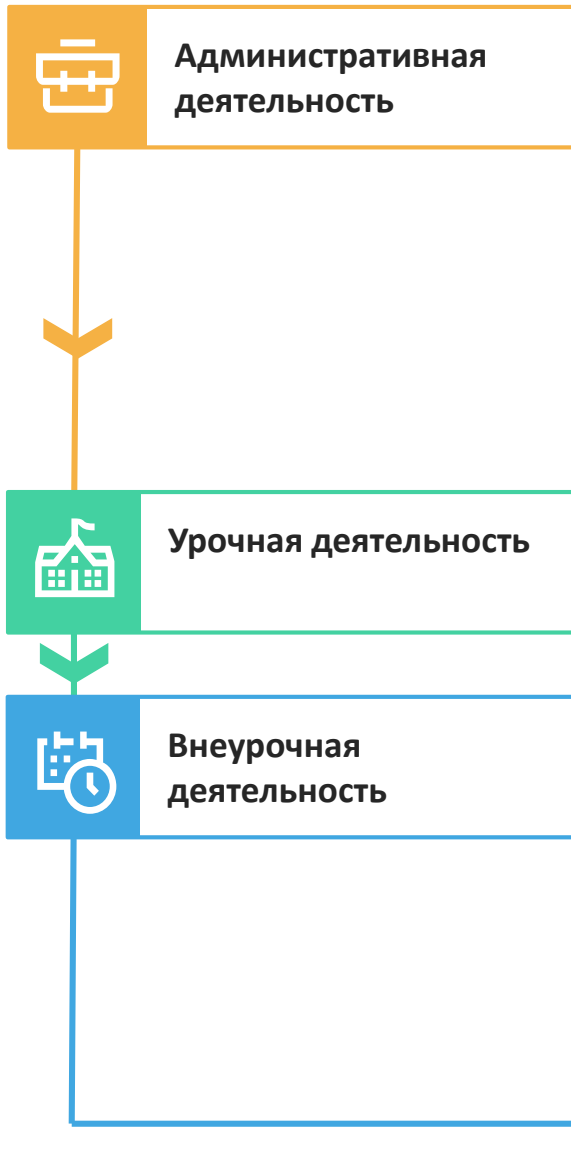 Административная
деятельность
Урочная деятельность
Внеурочная
деятельность